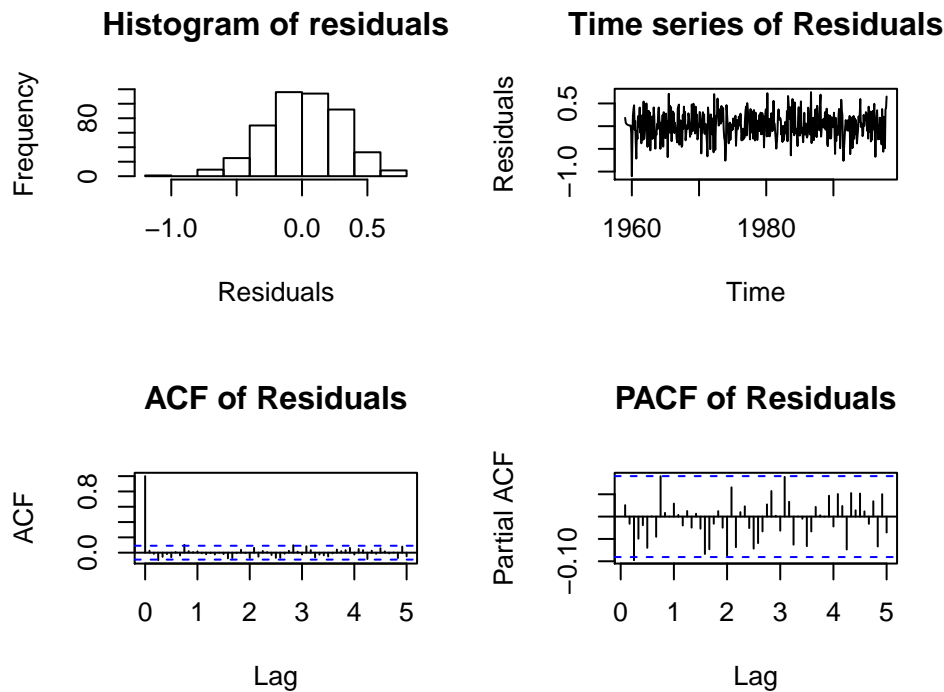 Histogram of residuals
Frequency
0
80
−1.0
0.0
0.5
Residuals
Time series of Residuals
Residuals
−1.0
0.5
1960
1980
Time
ACF of Residuals
ACF
0.0
0.8
0
1
2
3
4
5
Lag
PACF of Residuals
Partial ACF
−0.10
0
1
2
3
4
5
Lag